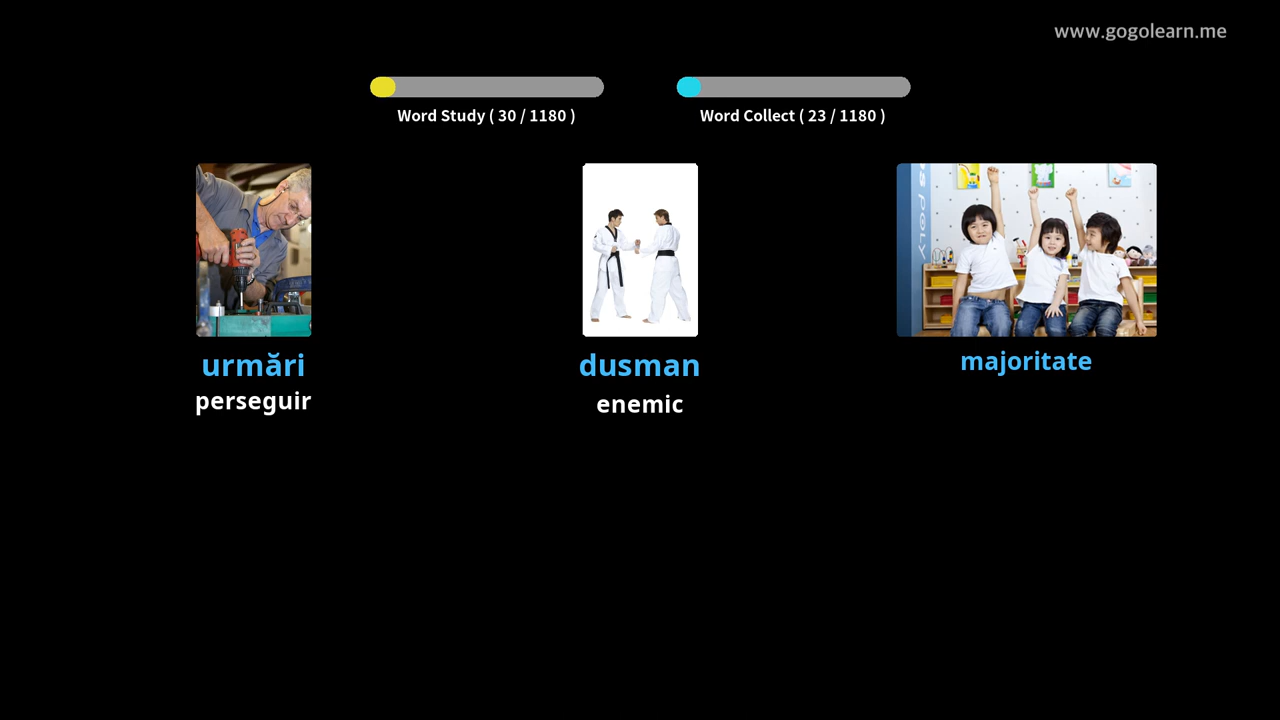 www.gogolearn.me
Word Study ( 30 / 1180 )
Word Collect ( 23 / 1180 )
urmări
perseguir
dusman
enemic
majoritate